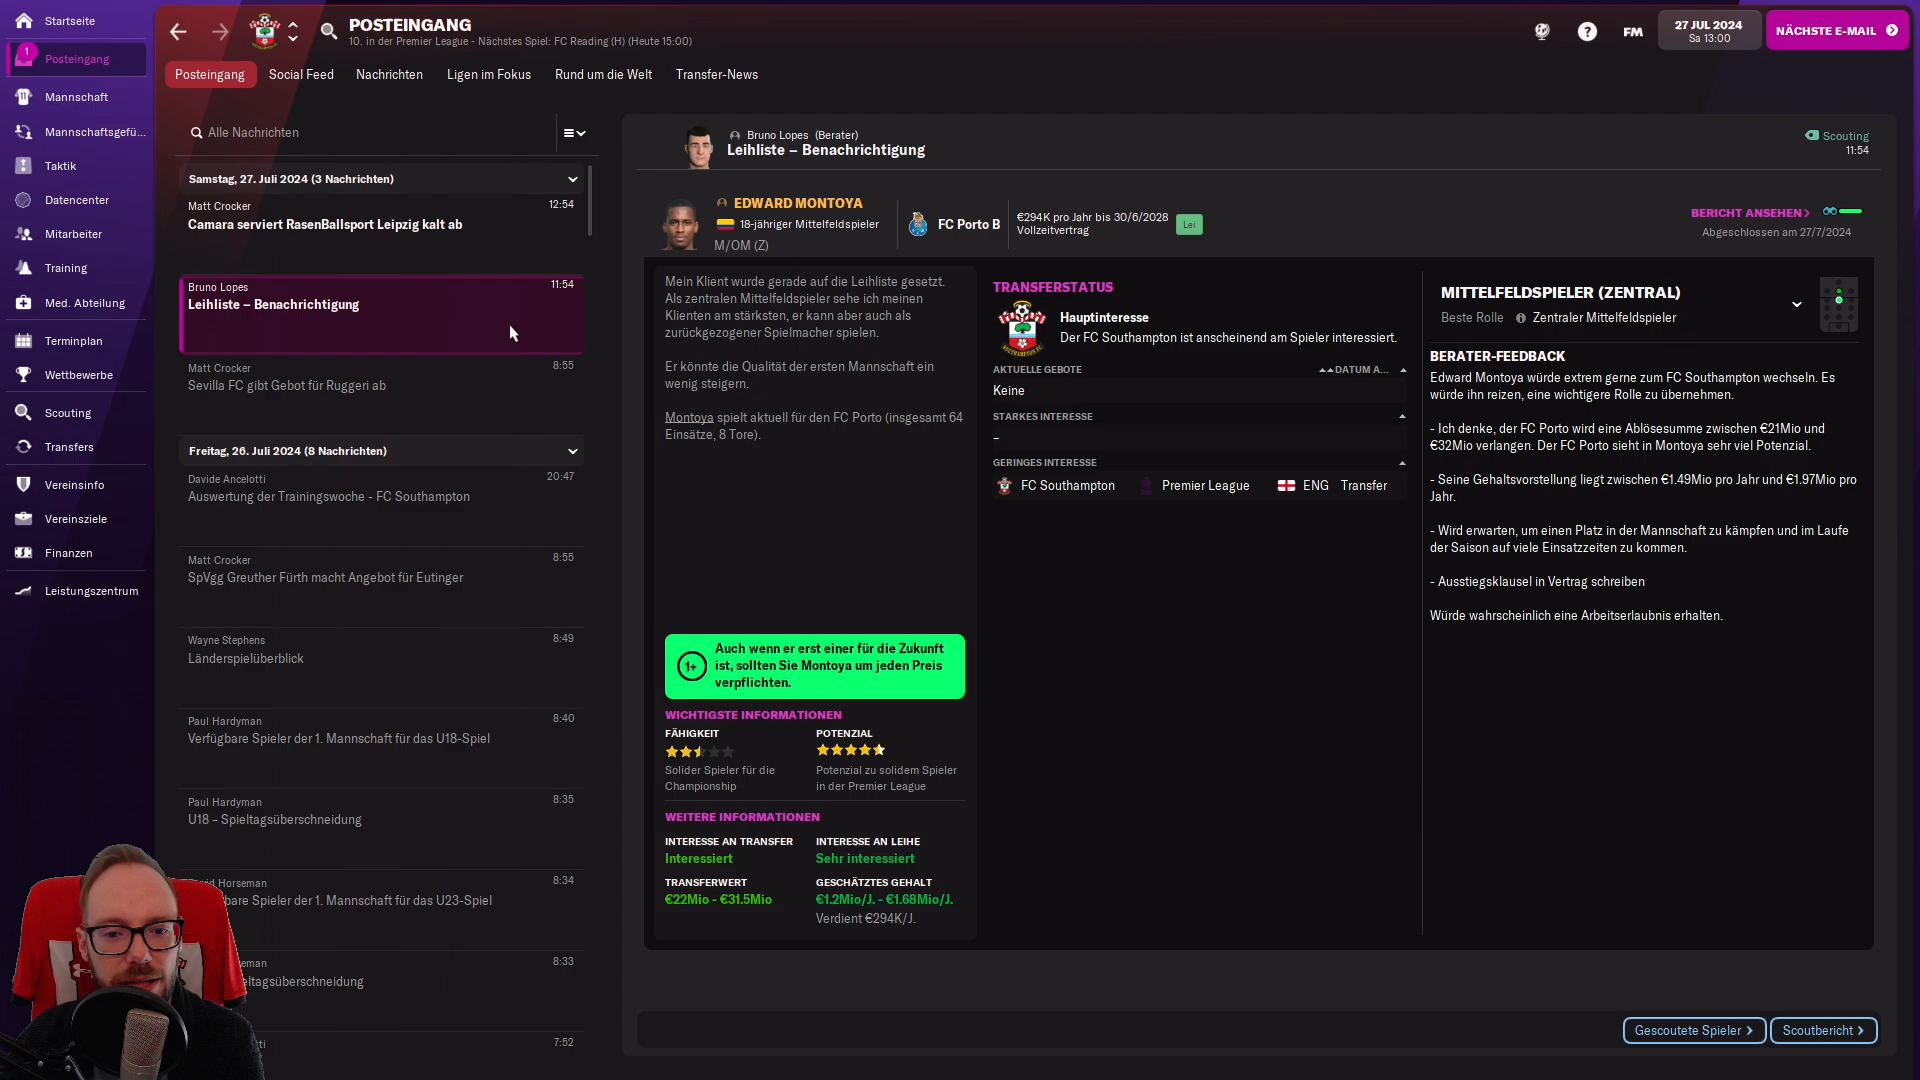 Startseite
1
Posteingang
Mannschaft
Mannschaftsgefü...
Taktik
Datencenter
Mitarbeiter
Training
Med. Abteilung
Terminplan
Wettbewerbe
Scouting
Transfers
Vereinsinfo
Vereinsziele
Finanzen
Leistungszentrum
POSTEINGANG
10. in der Premier League - Nächstes Spiel: FC Reading (H) (Heute 15:00)
FM
27 JUL 2024
Sa 13:00
NÄCHSTE E-MAIL
Posteingang
Social Feed
Nachrichten
Ligen im Fokus
Rund um die Welt
Transfer-News
Alle Nachrichten
Samstag, 27. Juli 2024 (3 Nachrichten)
Matt Crocker 12:54
Camara serviert RasenBallsport Leipzig kalt ab
Bruno Lopes 11:54
Leihliste – Benachrichtigung
Matt Crocker 8:55
Sevilla FC gibt Gebot für Ruggeri ab
Freitag, 26. Juli 2024 (8 Nachrichten)
Davide Ancelotti 20:47
Auswertung der Trainingswoche - FC Southampton
Matt Crocker 8:55
SpVgg Greuther Fürth macht Angebot für Eutinger
Wayne Stephens 8:49
Länderspielüberblick
Paul Hardyman 8:40
Verfügbare Spieler der 1. Mannschaft für das U18-Spiel
Paul Hardyman 8:35
U18 – Spieltagsüberschneidung
Horseman 8:34
bare Spieler der 1. Mannschaft für das U23-Spiel
eman 8:33
eltagsüberschneidung
tti 7:52
Bruno Lopes (Berater)
Leihliste – Benachrichtigung
Scouting
11:54
EDWARD MONTOYA
18-jähriger Mittelfeldspieler
M/OM (Z)
FC Porto B
€294K pro Jahr bis 30/6/2028
Vollzeitvertrag
Lei
BERICHT ANSEHEN
Abgeschlossen am 27/7/2024
Mein Klient wurde gerade auf die Leihliste gesetzt.
Als zentralen Mittelfeldspieler sehe ich meinen
Klienten am stärksten, er kann aber auch als
zurückgezogener Spielmacher spielen.
Er könnte die Qualität der ersten Mannschaft ein
wenig steigern.
Montoya spielt aktuell für den FC Porto (insgesamt 64
Einsätze, 8 Tore).
1+
Auch wenn er erst einer für die Zukunft
ist, sollten Sie Montoya um jeden Preis
verpflichten.
WICHTIGSTE INFORMATIONEN
FÄHIGKEIT
Solider Spieler für die
Championship
POTENZIAL
Potenzial zu solidem Spieler
in der Premier League
WEITERE INFORMATIONEN
INTERESSE AN TRANSFER
Interessiert
INTERESSE AN LEIHE
Sehr interessiert
TRANSFERWERT
€22Mio - €31.5Mio
GESCHÄTZTES GEHALT
€1.2Mio/J. - €1.68Mio/J.
Verdient €294K/J.
TRANSFERSTATUS
Hauptinteresse
Der FC Southampton ist anscheinend am Spieler interessiert.
AKTUELLE GEBOTE DATUM A...
Keine
STARKES INTERESSE
–
GERINGES INTERESSE
FC Southampton Premier League ENG Transfer
MITTELFELDSPIELER (ZENTRAL)
Beste Rolle Zentraler Mittelfeldspieler
BERATER-FEEDBACK
Edward Montoya würde extrem gerne zum FC Southampton wechseln. Es
würde ihn reizen, eine wichtigere Rolle zu übernehmen.
- Ich denke, der FC Porto wird eine Ablösesumme zwischen €21Mio und
€32Mio verlangen. Der FC Porto sieht in Montoya sehr viel Potenzial.
- Seine Gehaltsvorstellung liegt zwischen €1.49Mio pro Jahr und €1.97Mio pro
Jahr.
- Wird erwarten, um einen Platz in der Mannschaft zu kämpfen und im Laufe
der Saison auf viele Einsatzzeiten zu kommen.
- Ausstiegsklausel in Vertrag schreiben
Würde wahrscheinlich eine Arbeitserlaubnis erhalten.
Gescoutete Spieler
Scoutbericht